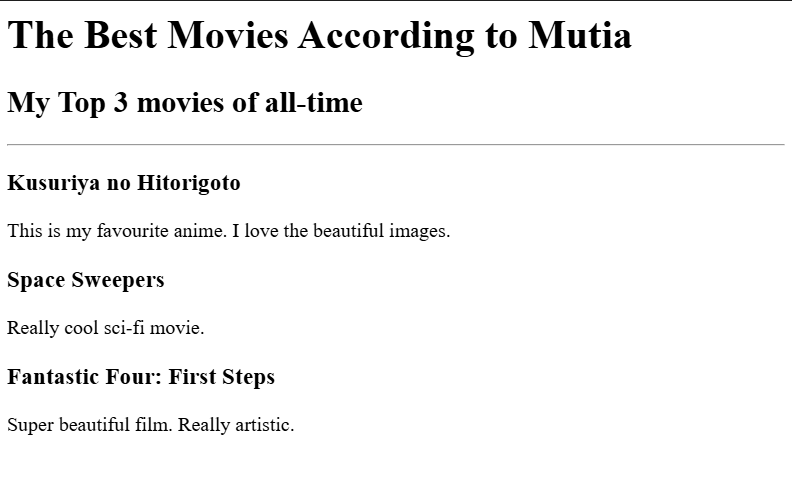 The Best Movies According to Mutia
My Top 3 movies of all-time
Kusuriya no Hitorigoto
This is my favourite anime. I love the beautiful images.
Space Sweepers
Really cool sci-fi movie.
Fantastic Four: First Steps
Super beautiful film. Really artistic.